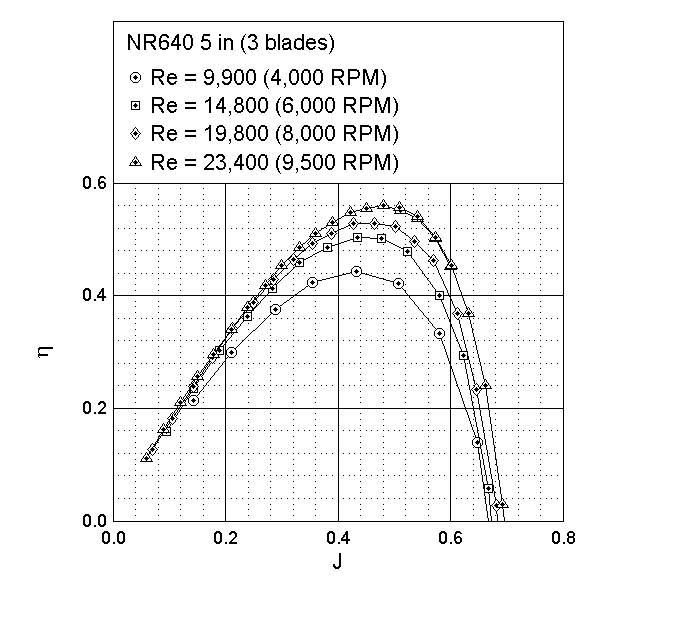 NR640 5 in (3 blades)
Re = 9,900 (4,000 RPM)
Re = 14,800 (6,000 RPM)
Re = 19,800 (8,000 RPM)
Re = 23,400 (9,500 RPM)
0.6
0.4
η
0.2
0.0
0.0 0.2 0.4 0.6 0.8
J